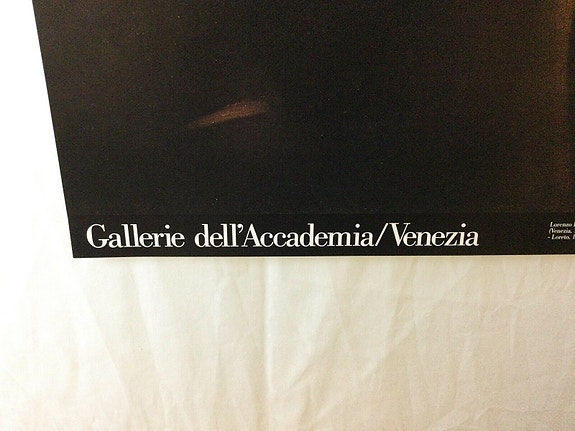 Gallerie dell'Accademia/Venezia
Lorenzo
(Venezia,
- Loreto,